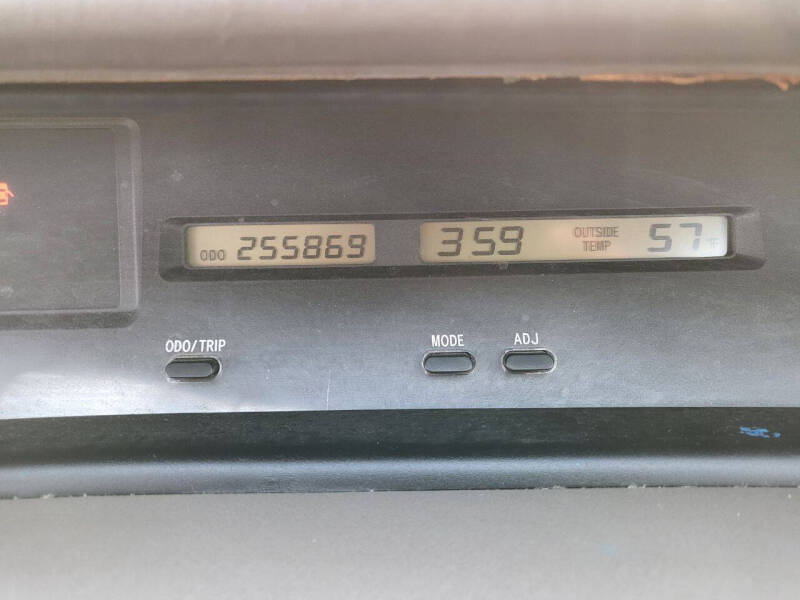 ODO 255869
359 OUTSIDE TEMP 57°F
ODO/TRIP
MODE
ADJ